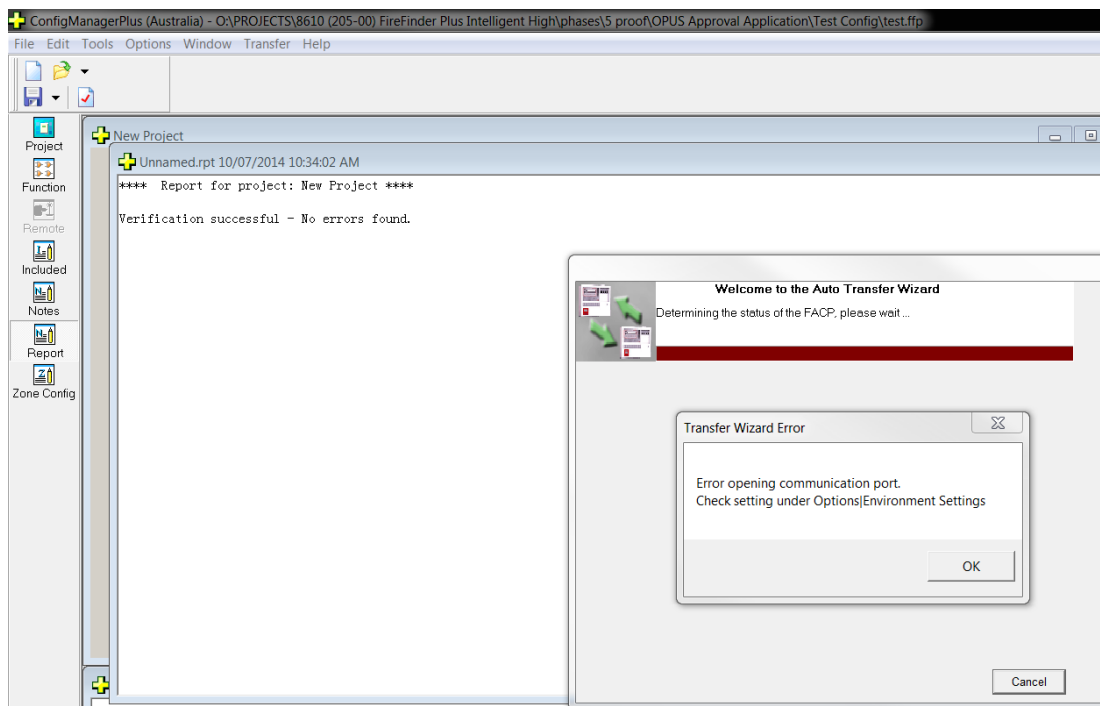 ConfigManagerPlus (Australia) - O:\PROJECTS\8610 (205-00) FireFinder Plus Intelligent High\phases\5 proof\OPUS Approval Application\Test Config\test.ffp
File Edit Tools Options Window Transfer Help
Project
Function
Remote
Included
Notes
Report
Zone Config
New Project
Unnamed.rpt 10/07/2014 10:34:02 AM
**** Report for project: New Project ****
Verification successful - No errors found.
Welcome to the Auto Transfer Wizard
Determining the status of the FACP, please wait ...
Transfer Wizard Error
Error opening communication port.
Check setting under Options|Environment Settings
OK
Cancel